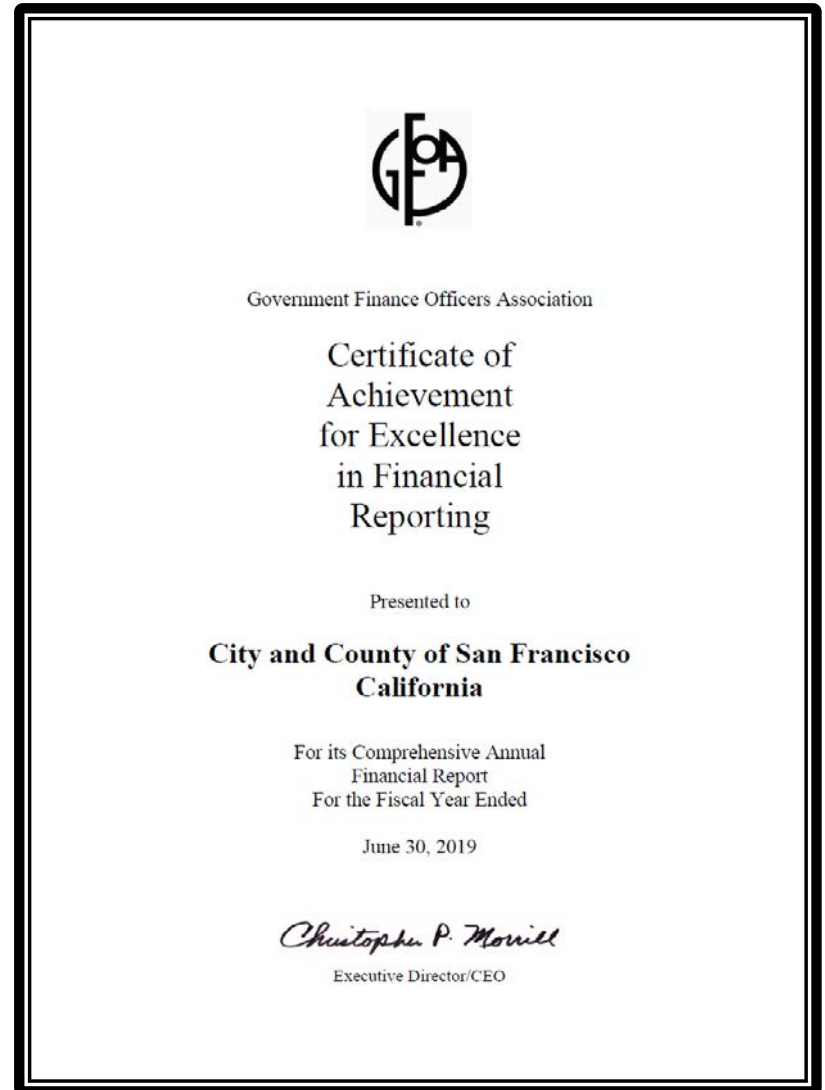 GFOA
Government Finance Officers Association
Certificate of
Achievement
for Excellence
in Financial
Reporting
Presented to
City and County of San Francisco
California
For its Comprehensive Annual
Financial Report
For the Fiscal Year Ended
June 30, 2019
Christopher P. Morrill
Executive Director/CEO